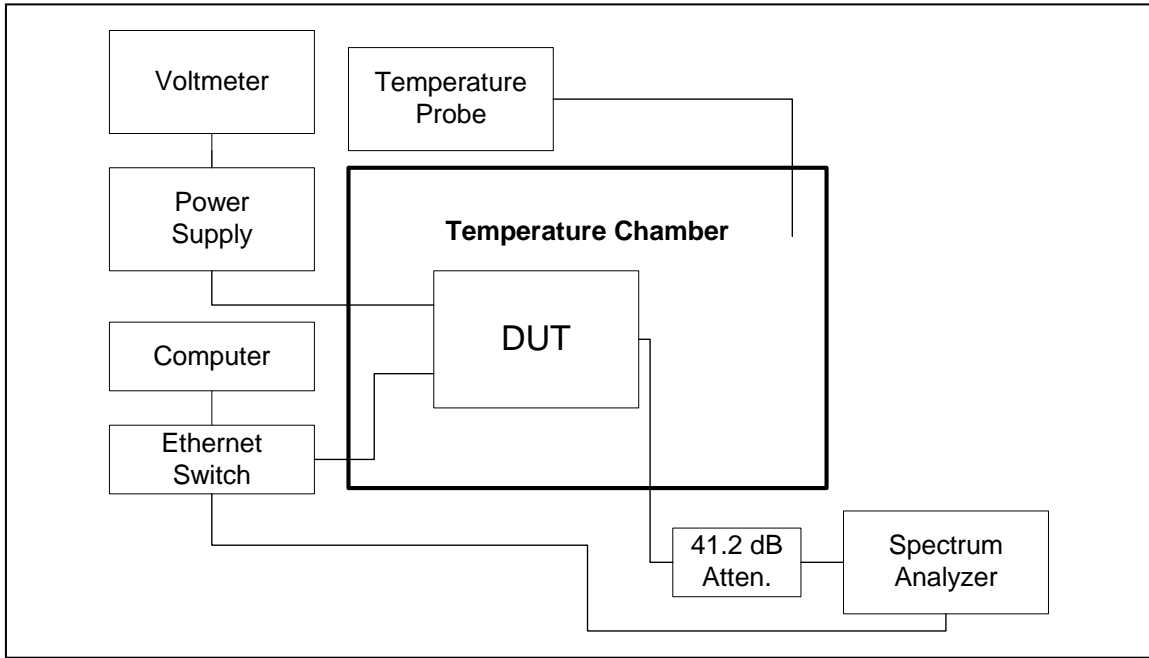 Voltmeter
Temperature
Probe
Power
Supply
Temperature Chamber
DUT
Computer
Ethernet
Switch
41.2 dB
Atten.
Spectrum
Analyzer